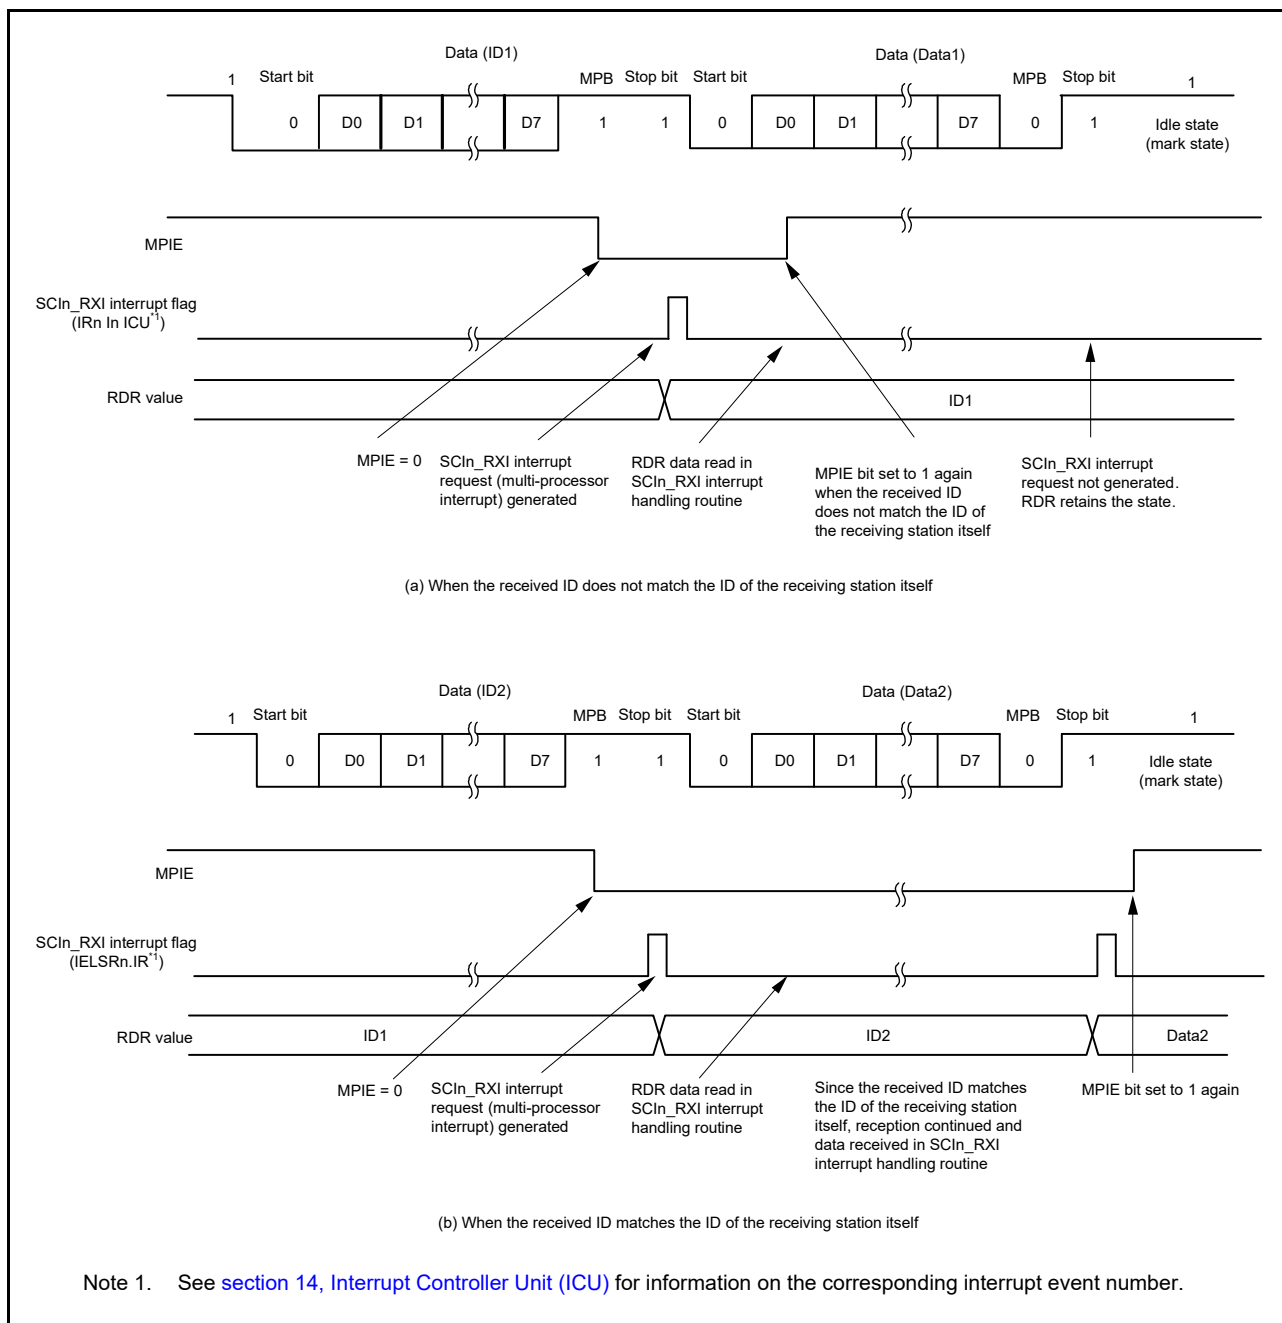 Data (ID1) Data (Data1)
1 Start bit MPB Stop bit Start bit MPB Stop bit 1
0 D0 D1 D7 1 1 0 D0 D1 D7 0 1 Idle state
(mark state)
MPIE
SCIn_RXI interrupt flag
(IRn In ICU*1)
RDR value ID1
MPIE = 0
SCIn_RXI interrupt
request (multi-processor
interrupt) generated
RDR data read in
SCIn_RXI interrupt
handling routine
MPIE bit set to 1 again
when the received ID
does not match the ID of
the receiving station itself
SCIn_RXI interrupt
request not generated.
RDR retains the state.
(a) When the received ID does not match the ID of the receiving station itself
Data (ID2) Data (Data2)
1 Start bit MPB Stop bit Start bit MPB Stop bit 1
0 D0 D1 D7 1 1 0 D0 D1 D7 0 1 Idle state
(mark state)
MPIE
SCIn_RXI interrupt flag
(IELSRn.IR*1)
RDR value ID1 ID2 Data2
MPIE = 0
SCIn_RXI interrupt
request (multi-processor
interrupt) generated
RDR data read in
SCIn_RXI interrupt
handling routine
Since the received ID matches
the ID of the receiving station
itself, reception continued and
data received in SCIn_RXI
interrupt handling routine
MPIE bit set to 1 again
(b) When the received ID matches the ID of the receiving station itself
Note 1. See section 14, Interrupt Controller Unit (ICU) for information on the corresponding interrupt event number.